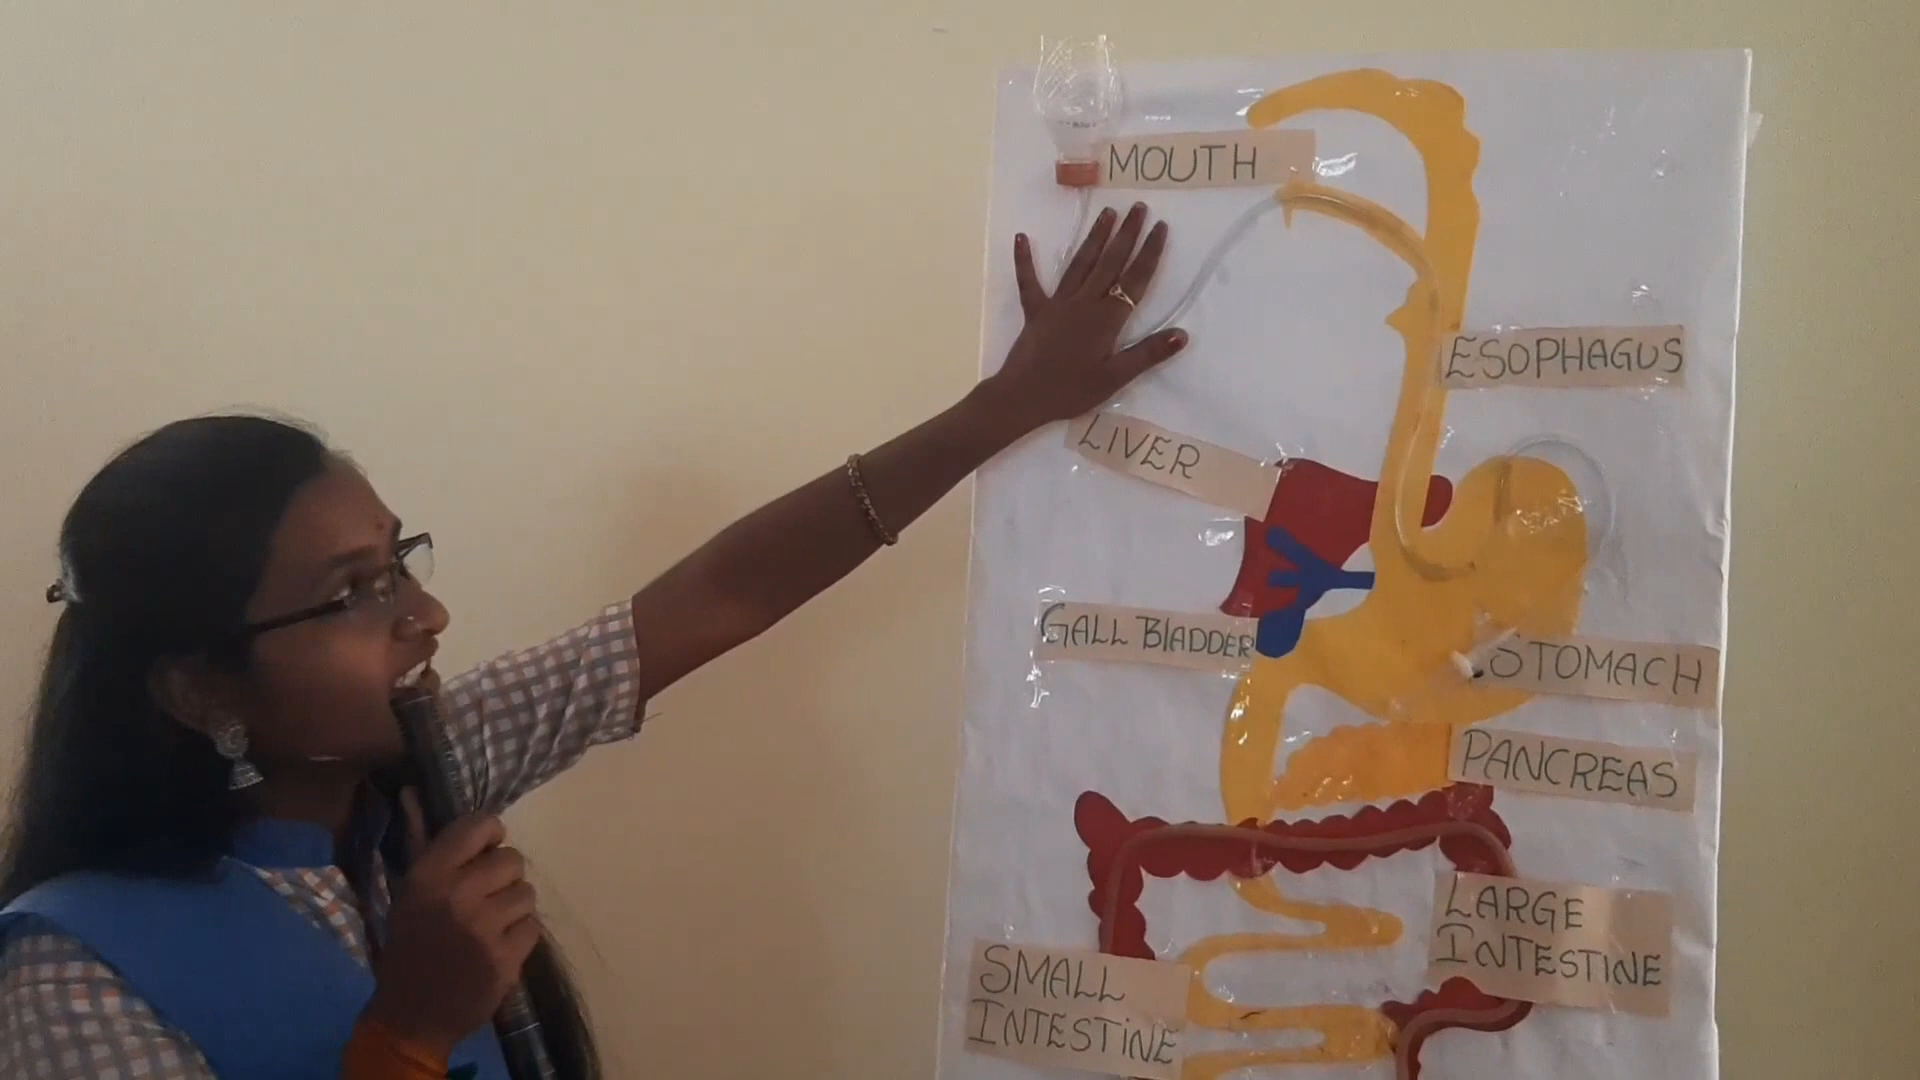 MOUTH
ESOPHAGUS
LIVER
GALL BLADDER
STOMACH
PANCREAS
LARGE
INTESTINE
SMALL
INTESTINE